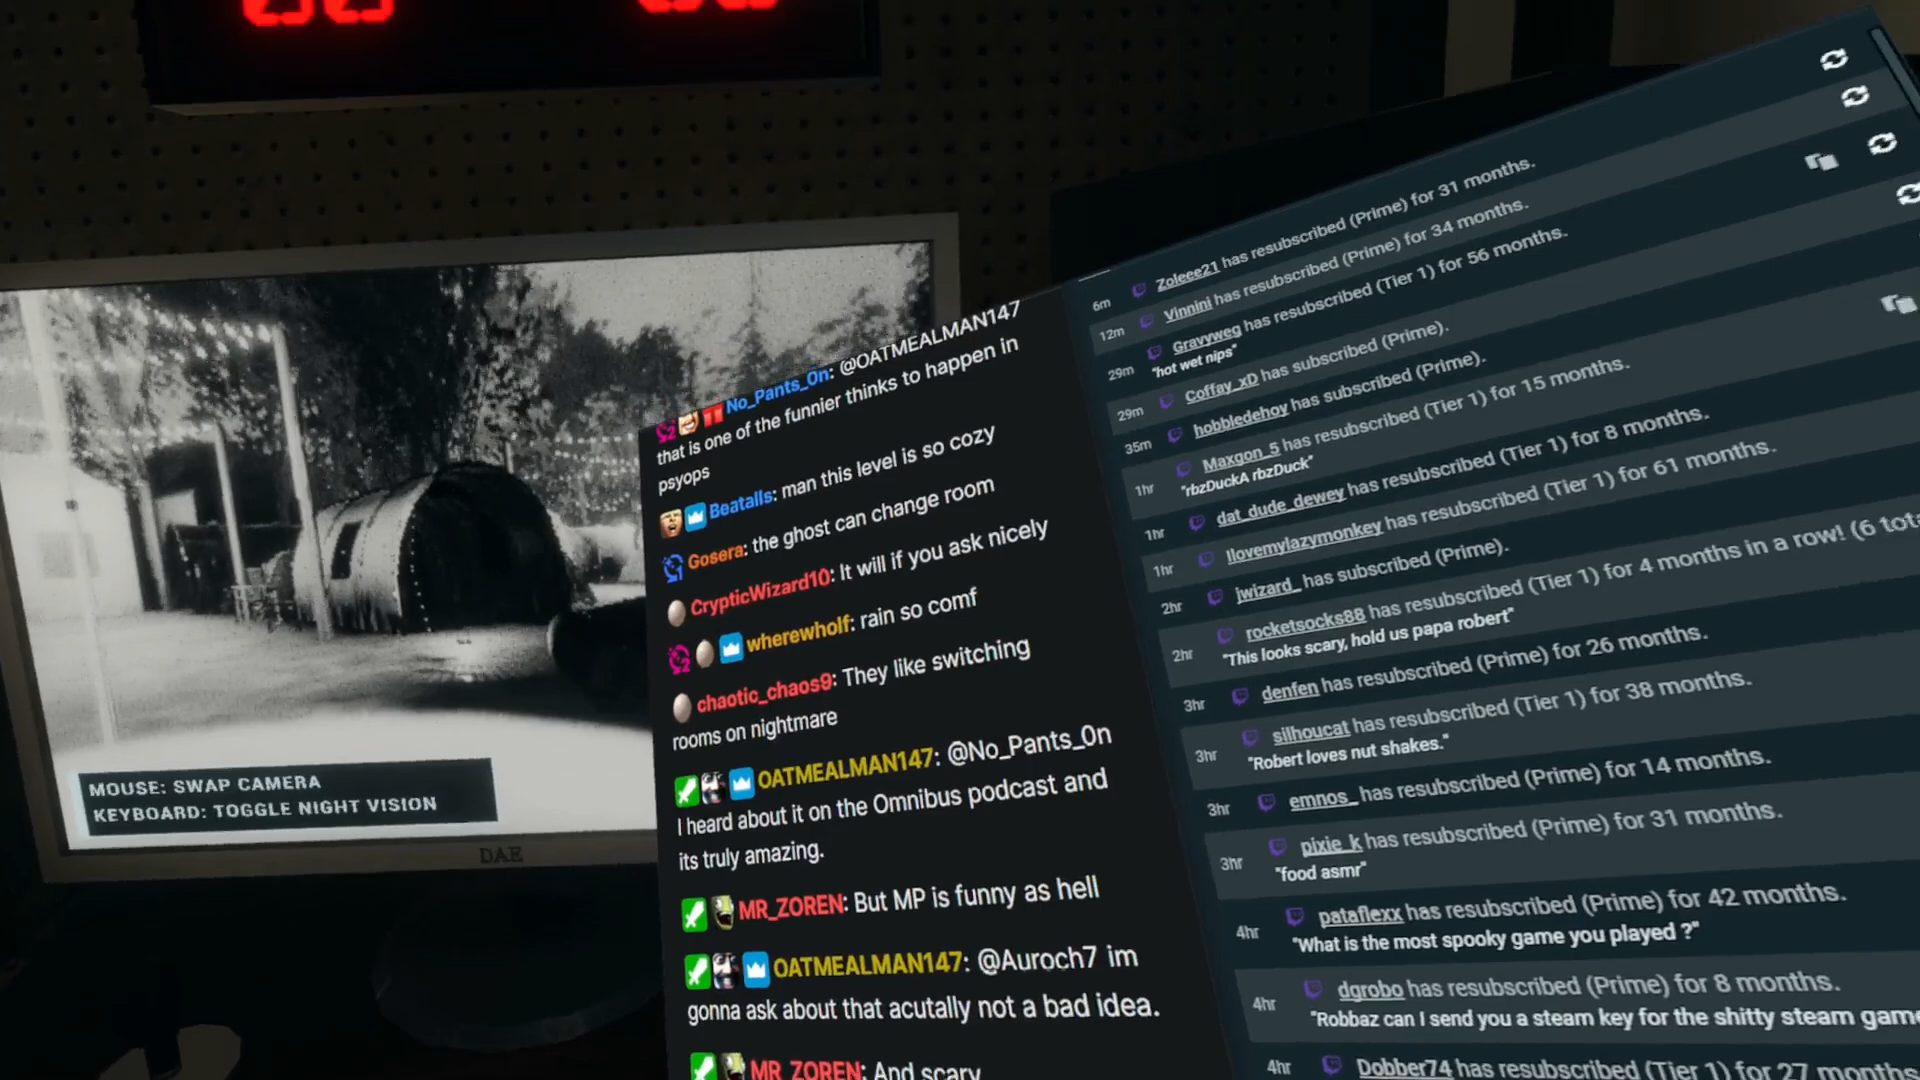 MOUSE: SWAP CAMERA
KEYBOARD: TOGGLE NIGHT VISION
DAE
No_Pants_0n: @OATMEALMAN147
that is one of the funnier thinks to happen in
psyops
Beatalls: man this level is so cozy
Gosera: the ghost can change room
CrypticWizard10: It will if you ask nicely
wherewholf: rain so comf
chaotic_chaos9: They like switching
rooms on nightmare
OATMEALMAN147: @No_Pants_0n
I heard about it on the Omnibus podcast and
its truly amazing.
MR_ZOREN: But MP is funny as hell
OATMEALMAN147: @Auroch7 im
gonna ask about that acutally not a bad idea.
MR_ZOREN: And scary
6m Zoleee21 has resubscribed (Prime) for 31 months.
12m Vinnini has resubscribed (Prime) for 34 months.
29m Gravyweg has resubscribed (Tier 1) for 56 months.
"hot wet nips"
29m Coffay_xD has subscribed (Prime).
35m hobbledehoy has subscribed (Prime).
1hr Maxgon_5 has resubscribed (Tier 1) for 15 months.
"rbzDuckA rbzDuck"
1hr dat_dude_dewey has resubscribed (Tier 1) for 8 months.
1hr Ilovemylazymonkey has resubscribed (Tier 1) for 61 months.
2hr jwizard_ has subscribed (Prime).
2hr rocketsocks88 has resubscribed (Tier 1) for 4 months in a row! (6 tota
"This looks scary, hold us papa robert"
3hr denfen has resubscribed (Prime) for 26 months.
3hr silhoucat has resubscribed (Tier 1) for 38 months.
"Robert loves nut shakes."
3hr emnos_ has resubscribed (Prime) for 14 months.
3hr pixie_k has resubscribed (Prime) for 31 months.
"food asmr"
4hr pataflexx has resubscribed (Prime) for 42 months.
"What is the most spooky game you played ?"
4hr dgrobo has resubscribed (Prime) for 8 months.
"Robbaz can I send you a steam key for the shitty steam game
4hr Dobber74 has resubscribed (Tier 1) for 27 months.